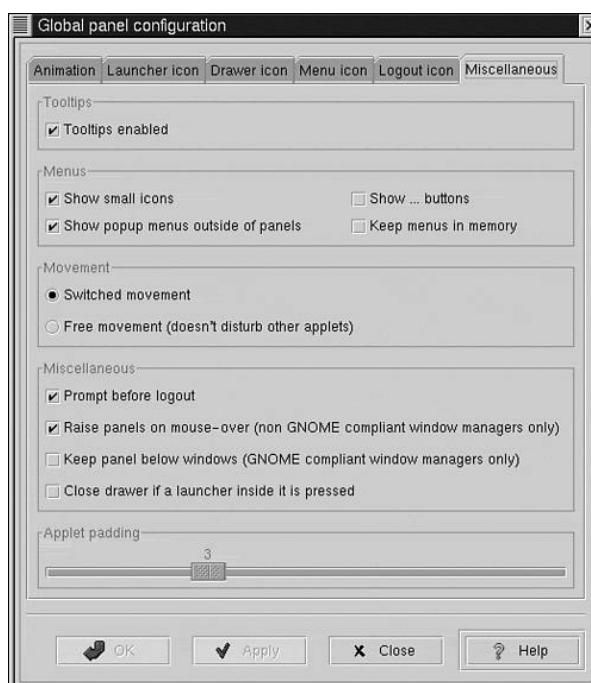 Global panel configuration
Animation Launcher icon Drawer icon Menu icon Logout icon Miscellaneous
Tooltips
Tooltips enabled
Menus
Show small icons Show ... buttons
Show popup menus outside of panels Keep menus in memory
Movement
Switched movement
Free movement (doesn't disturb other applets)
Miscellaneous
Prompt before logout
Raise panels on mouse-over (non GNOME compliant window managers only)
Keep panel below windows (GNOME compliant window managers only)
Close drawer if a launcher inside it is pressed
Applet padding
3
OK Apply Close Help